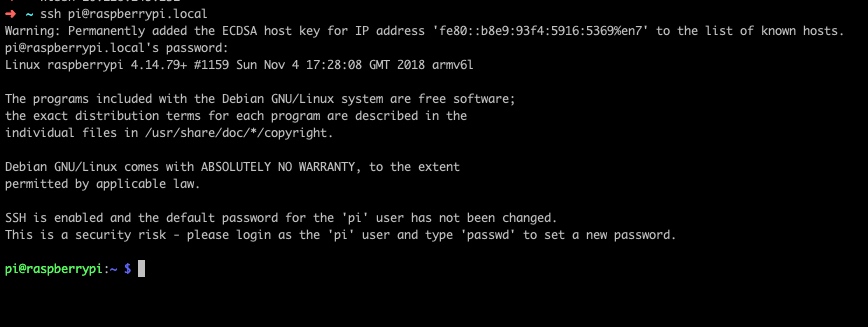 ➜ ~ ssh pi@raspberrypi.local
Warning: Permanently added the ECDSA host key for IP address 'fe80::b8e9:93f4:5916:5369%en7' to the list of known hosts.
pi@raspberrypi.local's password:
Linux raspberrypi 4.14.79+ #1159 Sun Nov 4 17:28:08 GMT 2018 armv6l
The programs included with the Debian GNU/Linux system are free software;
the exact distribution terms for each program are described in the
individual files in /usr/share/doc/*/copyright.
Debian GNU/Linux comes with ABSOLUTELY NO WARRANTY, to the extent
permitted by applicable law.
SSH is enabled and the default password for the 'pi' user has not been changed.
This is a security risk - please login as the 'pi' user and type 'passwd' to set a new password.
pi@raspberrypi:~ $